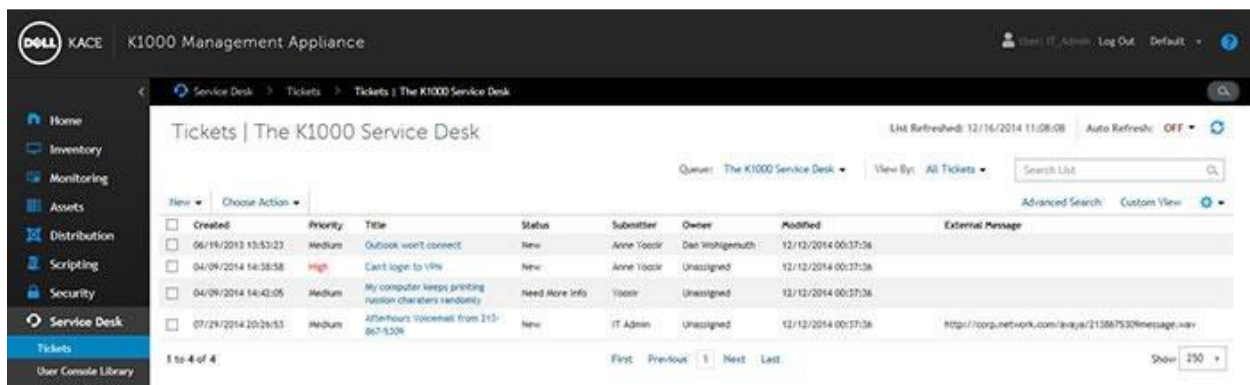 DELL KACE K1000 Management Appliance User: IT_Admin Log Out Default ?
Service Desk > Tickets > Tickets | The K1000 Service Desk
Home
Inventory
Monitoring
Assets
Distribution
Scripting
Security
Service Desk
Tickets
User Console Library
Tickets | The K1000 Service Desk
List Refreshed: 12/16/2014 11:08:08 Auto Refresh: OFF
Queue: The K1000 Service Desk View By: All Tickets Search List
New Choose Action Advanced Search Custom View
Created Priority Title Status Submitter Owner Modified External Message
06/19/2013 13:53:23 Medium Outlook won't connect New Anne Yoosir Dan Wohlgemuth 12/12/2014 00:37:36
04/09/2014 14:38:58 High Can't login to VPN New Anne Yoosir Unassigned 12/12/2014 00:37:36
04/09/2014 14:42:05 Medium My computer keeps printing
russion charaters randomly Need More Info Yoosir Unassigned 12/12/2014 00:37:36
07/29/2014 20:26:53 Medium Afterhours Voicemail from 213-
867-5309 New IT Admin Unassigned 12/12/2014 00:37:36 http://corp.network.com/avaya/2138675309message.wav
1 to 4 of 4 First Previous 1 Next Last Show 250